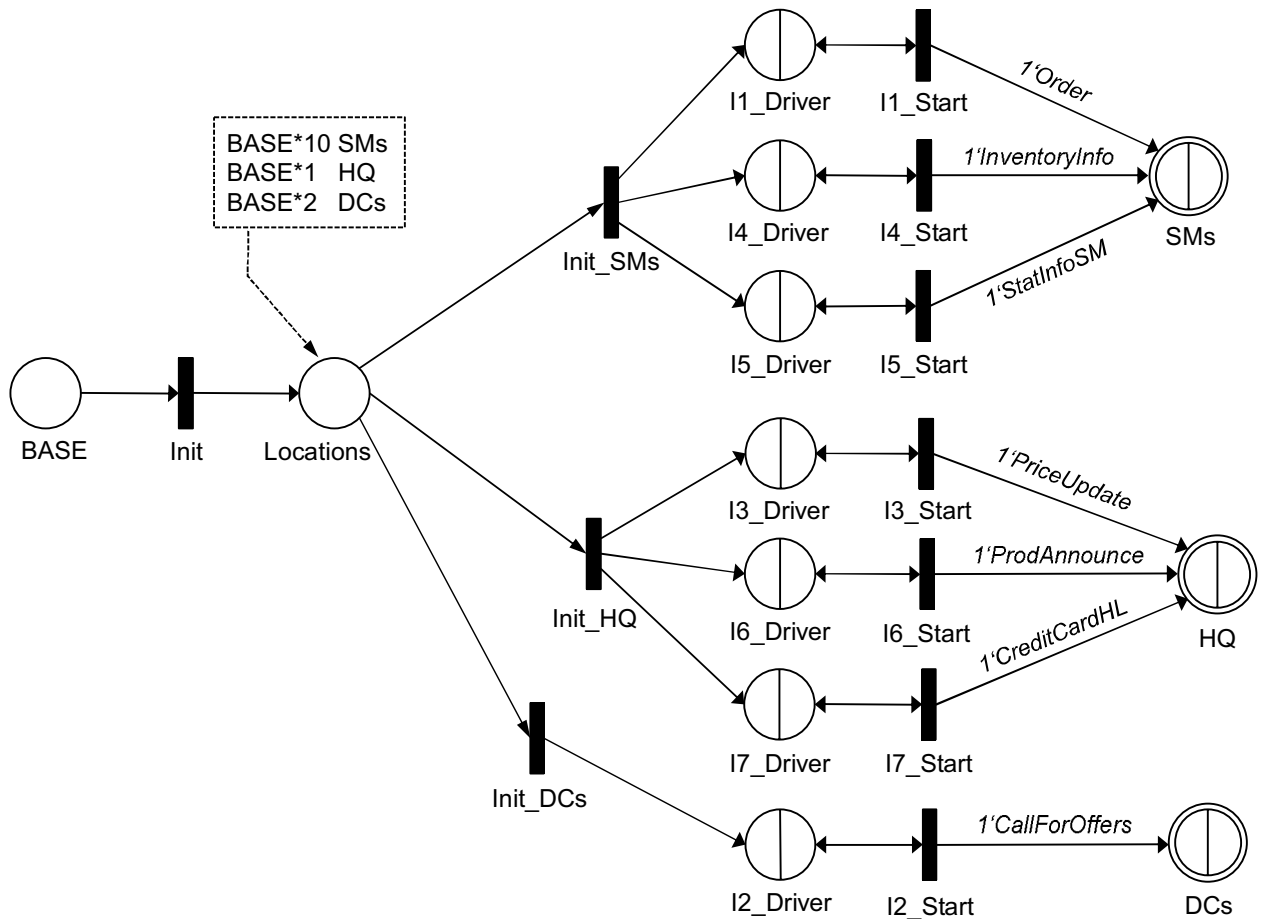 1‘Order
I1_Driver
I1_Start
BASE*10 SMs
BASE*1 HQ
BASE*2 DCs
1‘InventoryInfo
I4_Driver
I4_Start
SMs
Init_SMs
1‘StatInfoSM
I5_Driver
I5_Start
BASE
Init
Locations
1‘PriceUpdate
I3_Driver
I3_Start
1‘ProdAnnounce
Init_HQ
I6_Driver
I6_Start
HQ
1‘CreditCardHL
I7_Driver
I7_Start
Init_DCs
1‘CallForOffers
I2_Driver
I2_Start
DCs